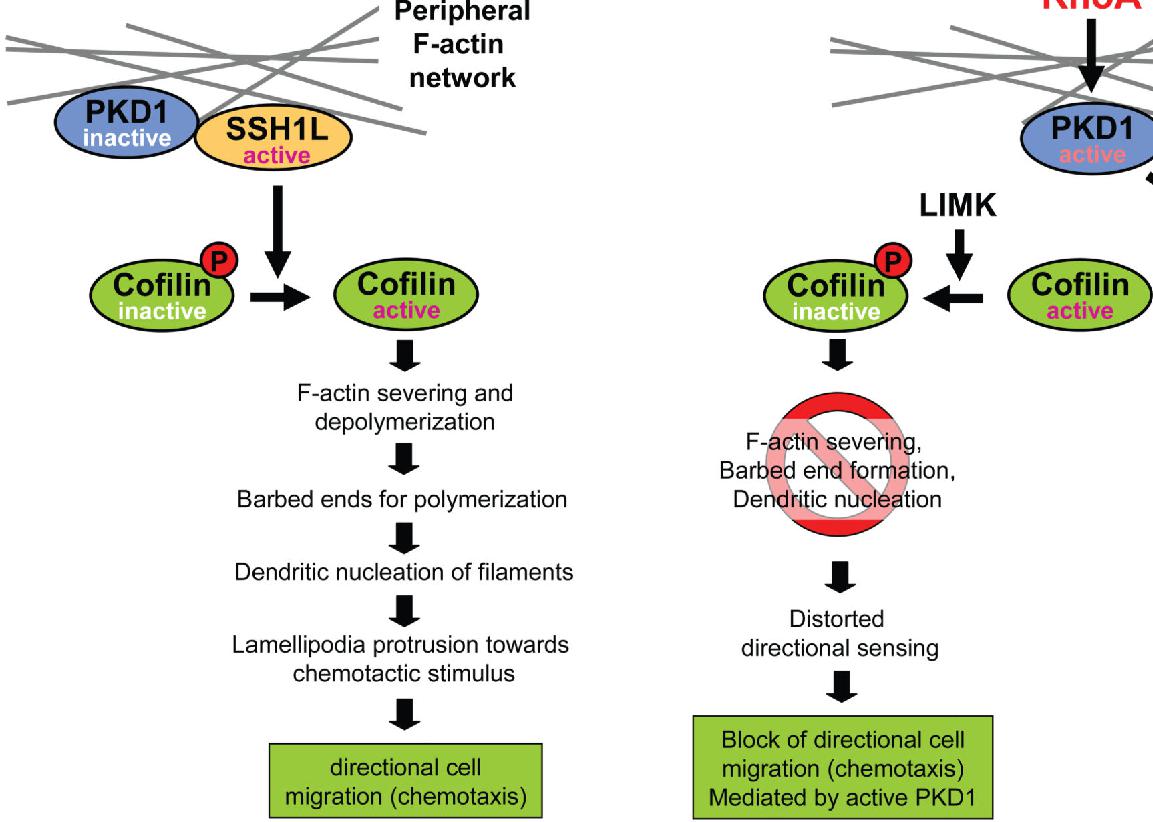 Peripheral
F-actin
network
PKD1
inactive
SSH1L
active
P
Cofilin
inactive
Cofilin
active
F-actin severing and
depolymerization
Barbed ends for polymerization
Dendritic nucleation of filaments
Lamellipodia protrusion towards
chemotactic stimulus
directional cell
migration (chemotaxis)
RhoA
PKD1
active
LIMK
P
Cofilin
inactive
Cofilin
active
F-actin severing,
Barbed end formation,
Dendritic nucleation
Distorted
directional sensing
Block of directional cell
migration (chemotaxis)
Mediated by active PKD1